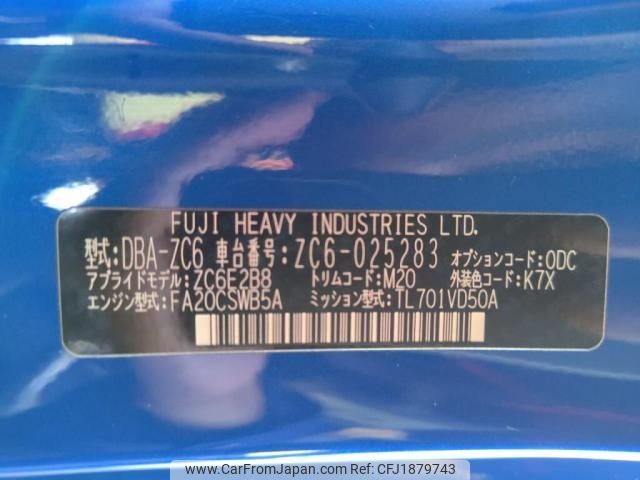 FUJI HEAVY INDUSTRIES LTD.
型式:DBA-ZC6 車台番号:ZC6-025283 オプションコード:ODC
アプライドモデル:ZC6E2B8 トリムコード:M20 外装色コード:K7X
エンジン型式:FA20CSWB5A ミッション型式:TL701VD50A
www.CarFromJapan.com - Ref No: CFJ1879743